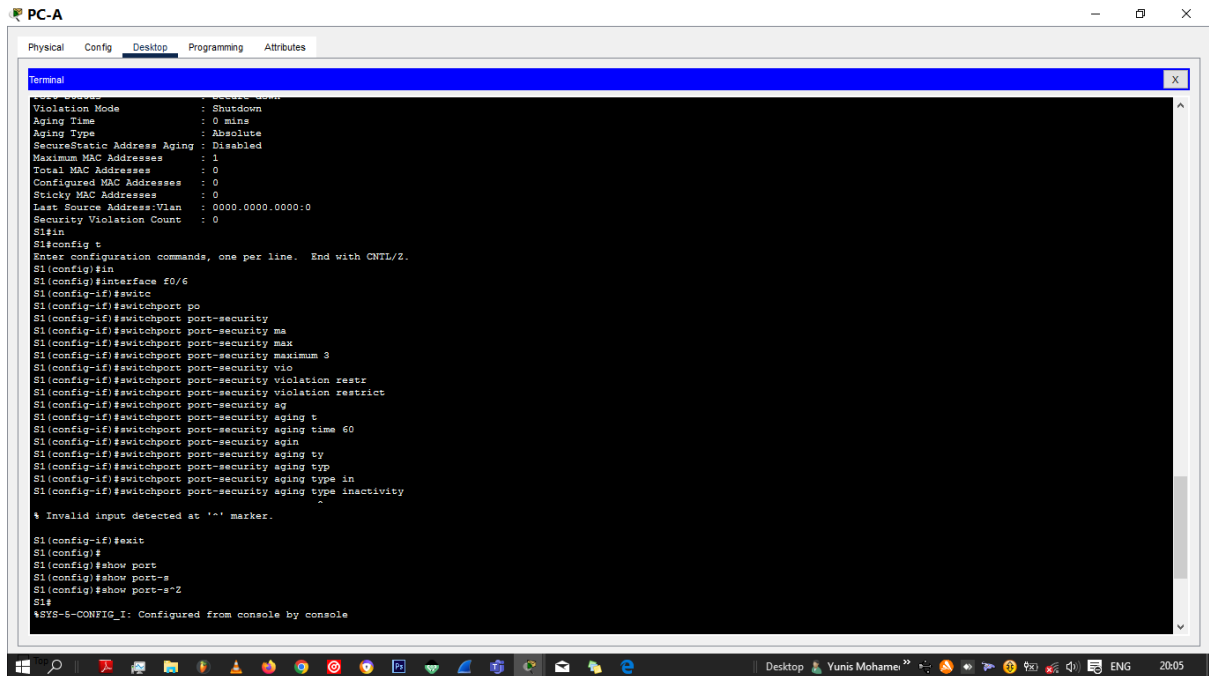 PC-A
Physical Config Desktop Programming Attributes
Terminal
X
Violation Mode : Shutdown
Aging Time : 0 mins
Aging Type : Absolute
SecureStatic Address Aging : Disabled
Maximum MAC Addresses : 1
Total MAC Addresses : 0
Configured MAC Addresses : 0
Sticky MAC Addresses : 0
Last Source Address:Vlan : 0000.0000.0000:0
Security Violation Count : 0
S1#in
S1#config t
Enter configuration commands, one per line. End with CNTL/Z.
S1(config)#in
S1(config)#interface f0/6
S1(config-if)#switc
S1(config-if)#switchport po
S1(config-if)#switchport port-security
S1(config-if)#switchport port-security ma
S1(config-if)#switchport port-security max
S1(config-if)#switchport port-security maximum 3
S1(config-if)#switchport port-security vio
S1(config-if)#switchport port-security violation restr
S1(config-if)#switchport port-security violation restrict
S1(config-if)#switchport port-security ag
S1(config-if)#switchport port-security aging t
S1(config-if)#switchport port-security aging time 60
S1(config-if)#switchport port-security agin
S1(config-if)#switchport port-security aging ty
S1(config-if)#switchport port-security aging typ
S1(config-if)#switchport port-security aging type in
S1(config-if)#switchport port-security aging type inactivity
^
% Invalid input detected at '^' marker.
S1(config-if)#exit
S1(config)#
S1(config)#show port
S1(config)#show port-s
S1(config)#show port-s^Z
S1#
%SYS-5-CONFIG_I: Configured from console by console
Top
Desktop Yunis Mohame ENG 20:05